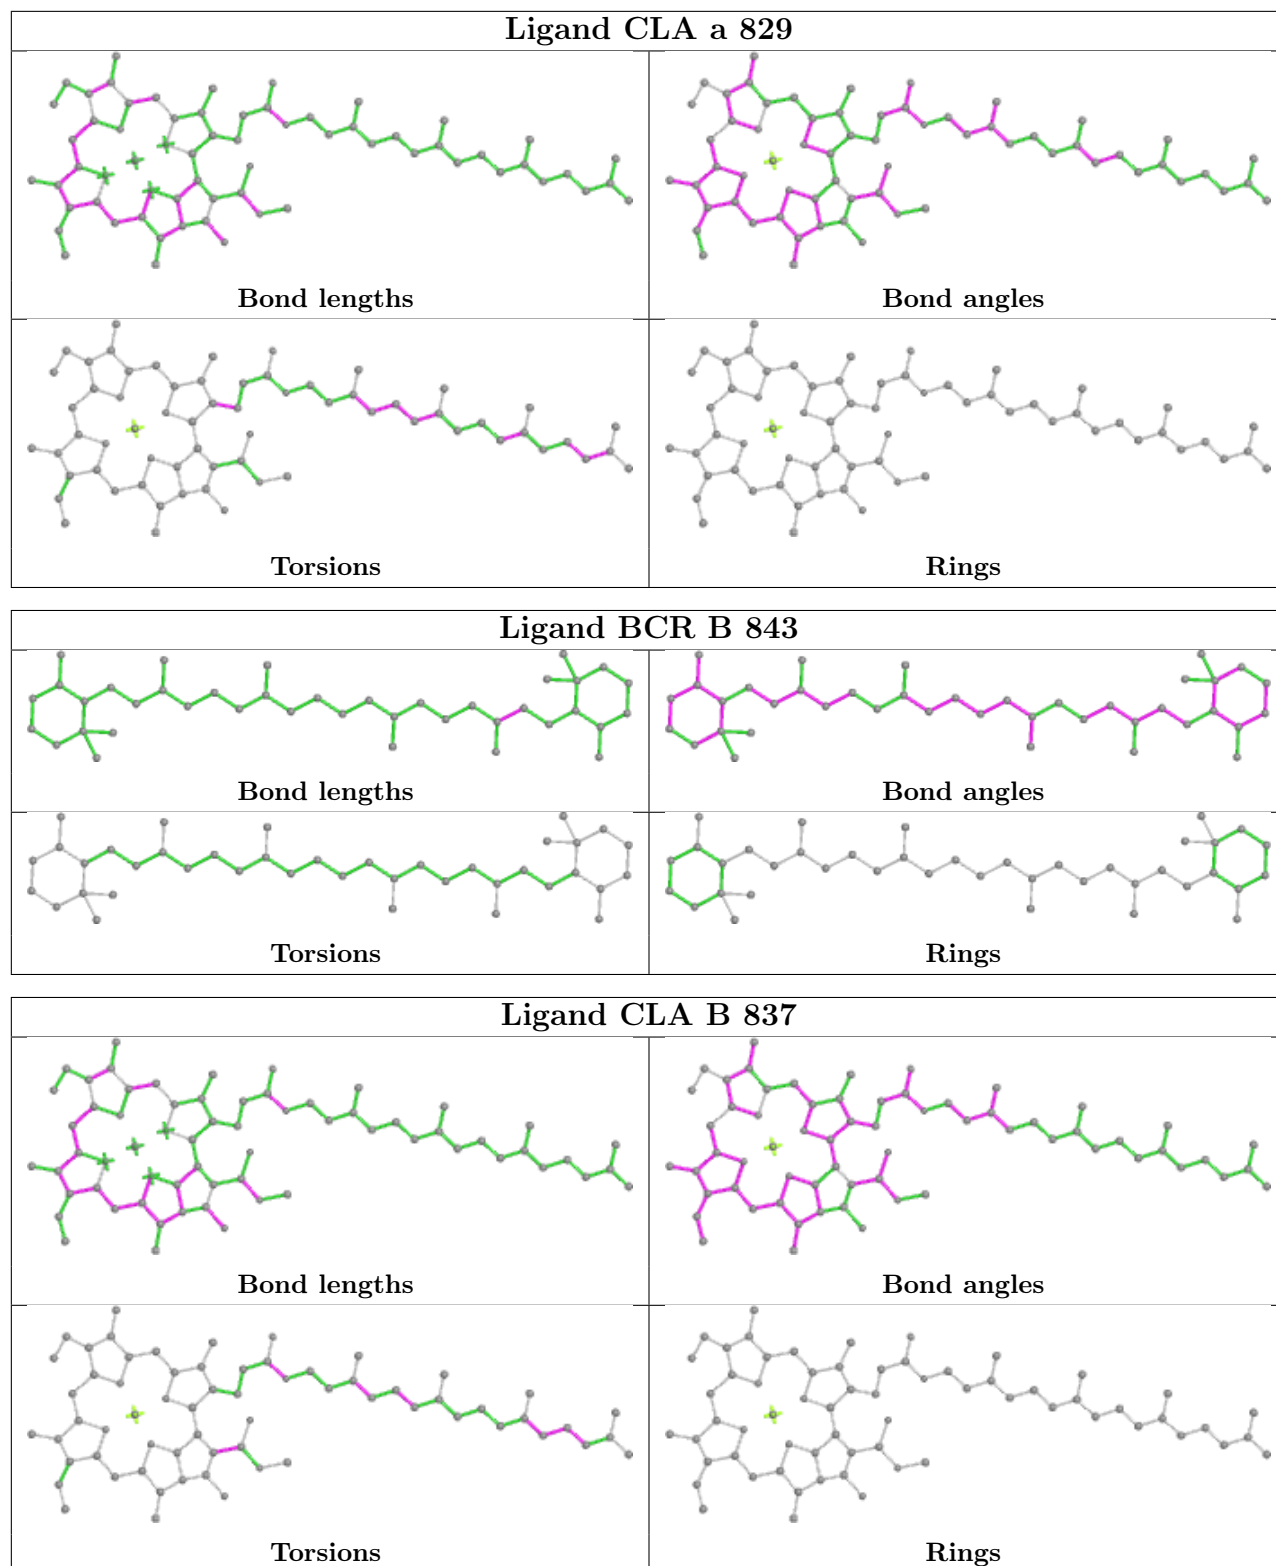 Ligand CLA a 829
Bond lengths
Bond angles
Torsions
Rings
Ligand BCR B 843
Bond lengths
Bond angles
Torsions
Rings
Ligand CLA B 837
Bond lengths
Bond angles
Torsions
Rings